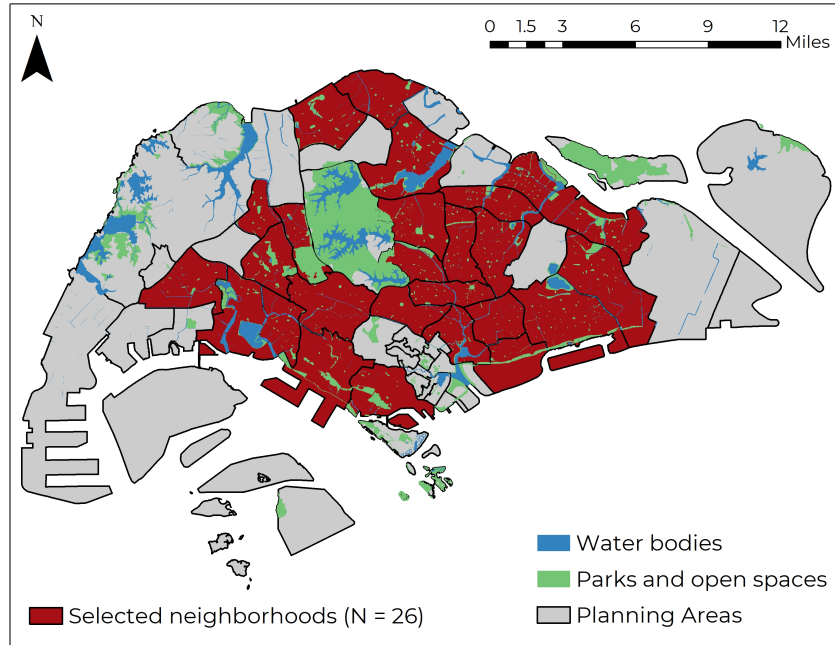 N
0 1.5 3 6 9 12
Miles
Water bodies
Parks and open spaces
Selected neighborhoods (N = 26)
Planning Areas